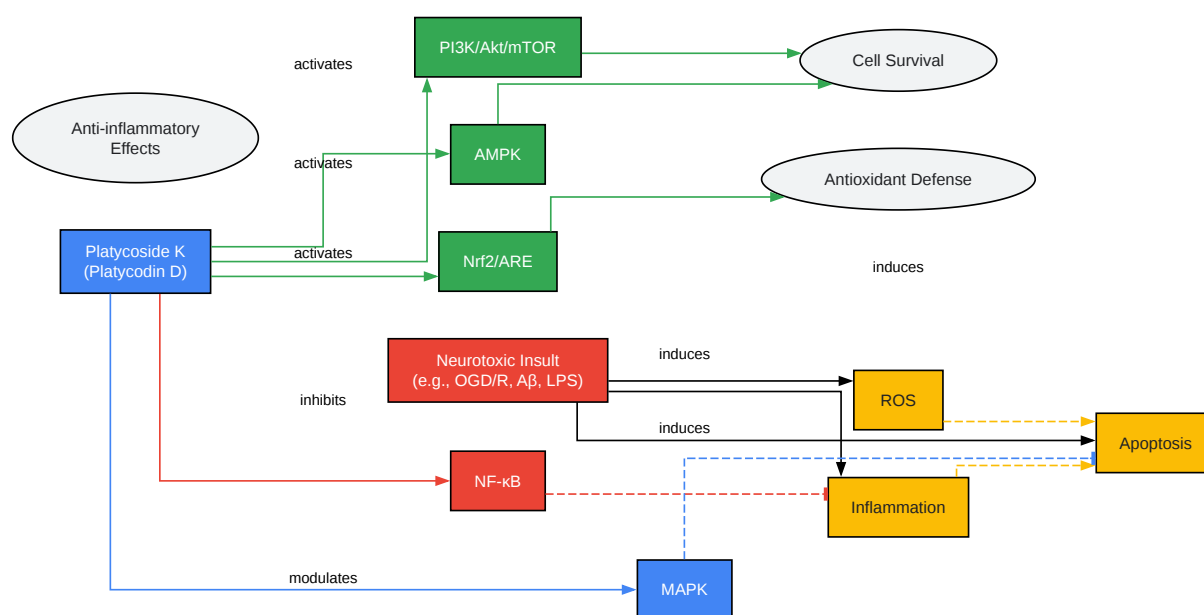 PI3K/Akt/mTOR
Cell Survival
activates
Anti-inflammatory
Effects
AMPK
activates
Antioxidant Defense
Platycoside K
(Platycodin D)
activates
Nrf2/ARE
induces
Neurotoxic Insult
(e.g., OGD/R, Aβ, LPS)
induces
ROS
inhibits
induces
Apoptosis
NF-κB
Inflammation
modulates
MAPK